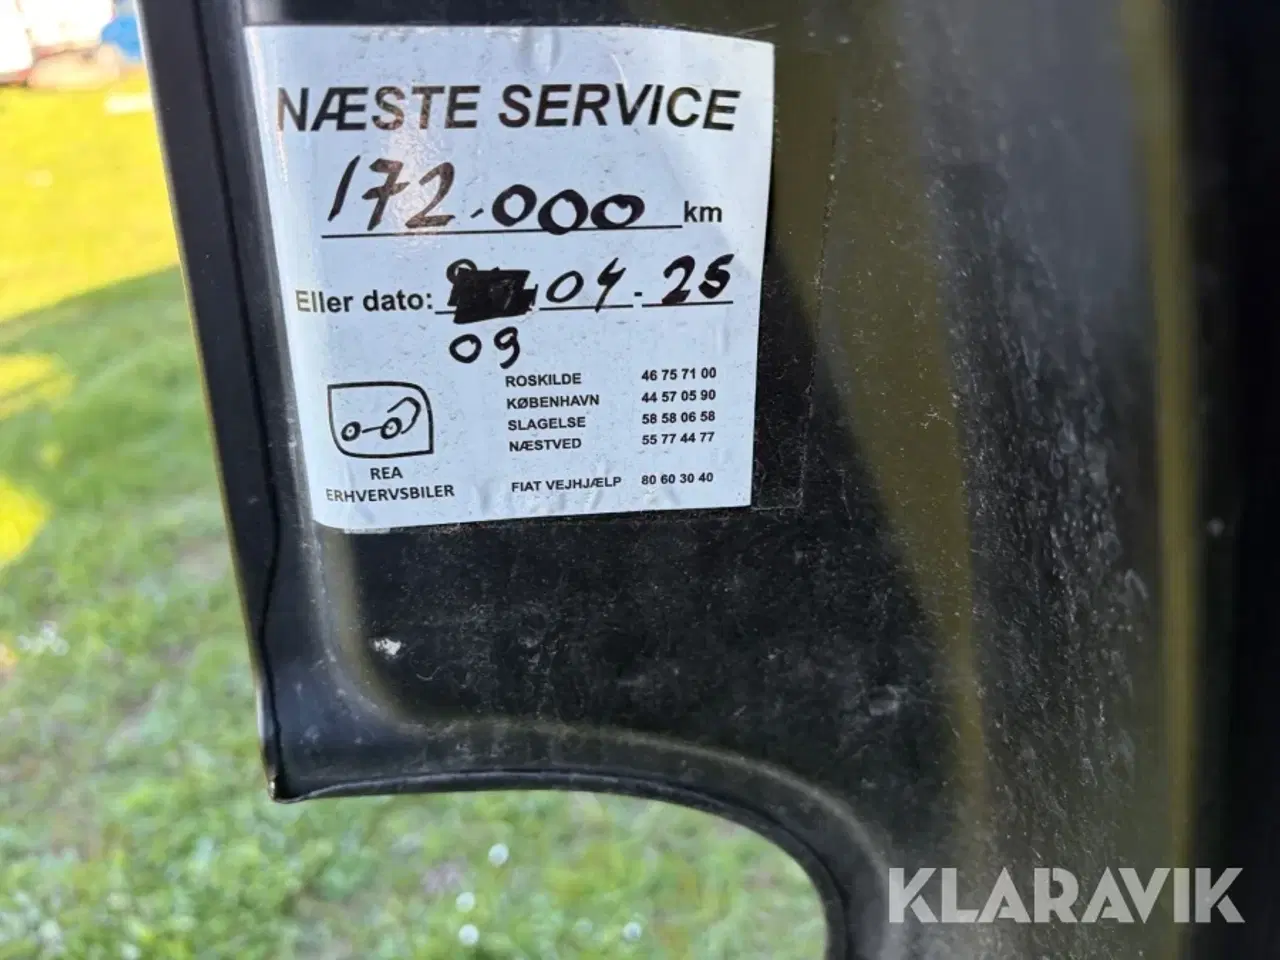 NÆSTE SERVICE
172.000 km
Eller dato: 04-25
09
ROSKILDE 46 75 71 00
KØBENHAVN 44 57 05 90
SLAGELSE 58 58 06 58
NÆSTVED 55 77 44 77
FIAT VEJHJÆLP 80 60 30 40
REA
ERHVERVSBILER
KLARAVIK